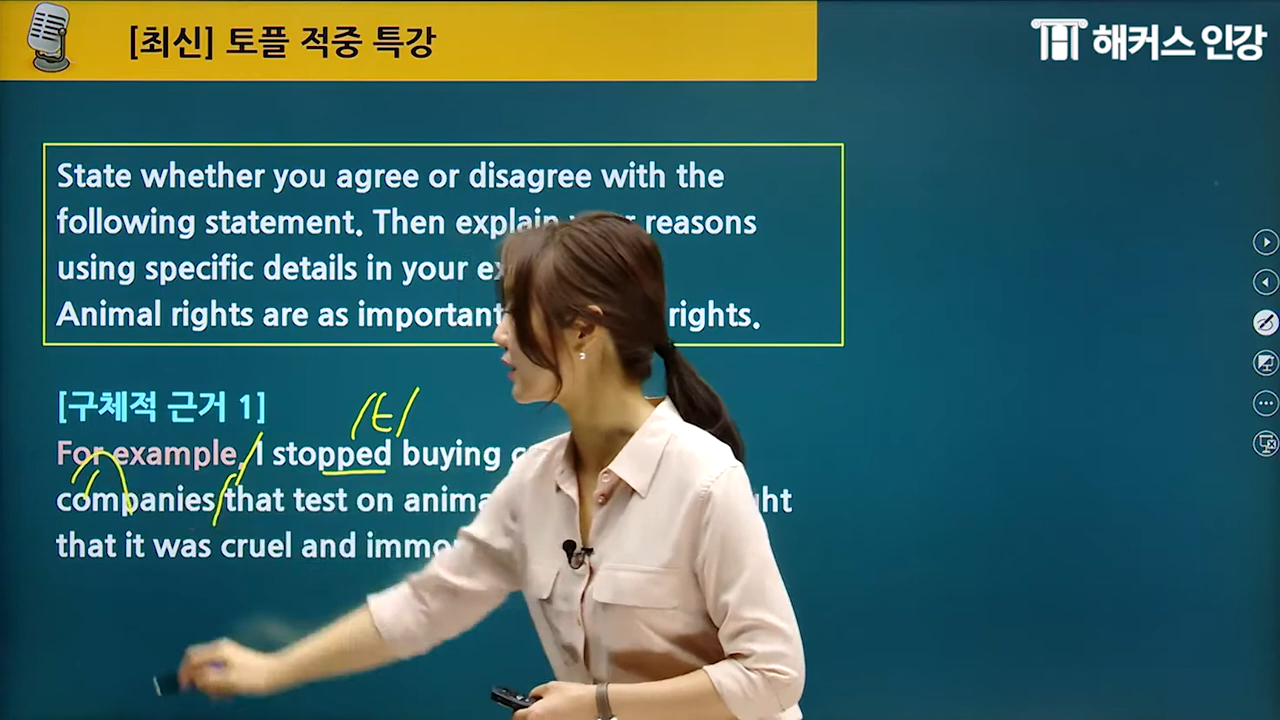 [최신] 토플 적중 특강
해커스 인강
State whether you agree or disagree with the
following statement. Then explain reasons
using specific details in your
Animal rights are as important rights.
[구체적 근거 1]
/t/
For example, I stopped buying
companies that test on
that it was cruel and